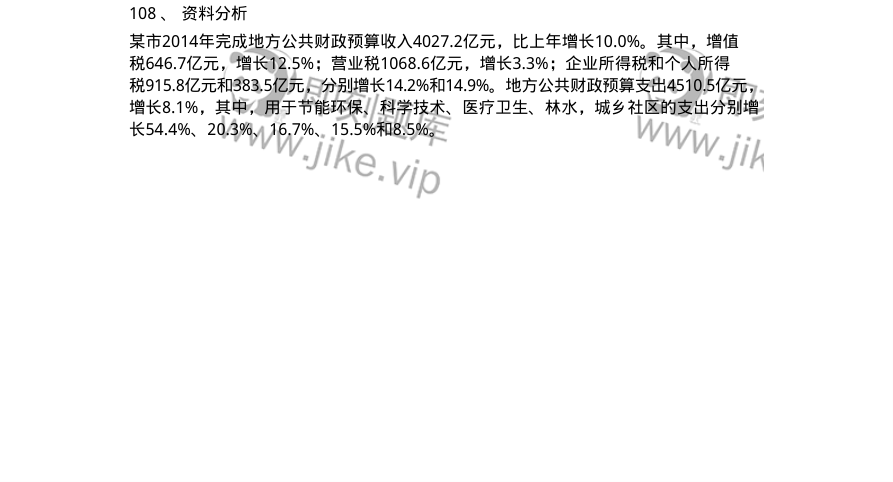 108 、 资料分析
某市2014年完成地方公共财政预算收入4027.2亿元，比上年增长10.0%。其中，增值
税646.7亿元，增长12.5%；营业税1068.6亿元，增长3.3%；企业所得税和个人所得
税915.8亿元和383.5亿元，分别增长14.2%和14.9%。地方公共财政预算支出4510.5亿元，
增长8.1%，其中，用于节能环保、科学技术、医疗卫生、林水，城乡社区的支出分别增
长54.4%、20.3%、16.7%、15.5%和8.5%。
即刻题库
www.jike.vip
即
www.jik